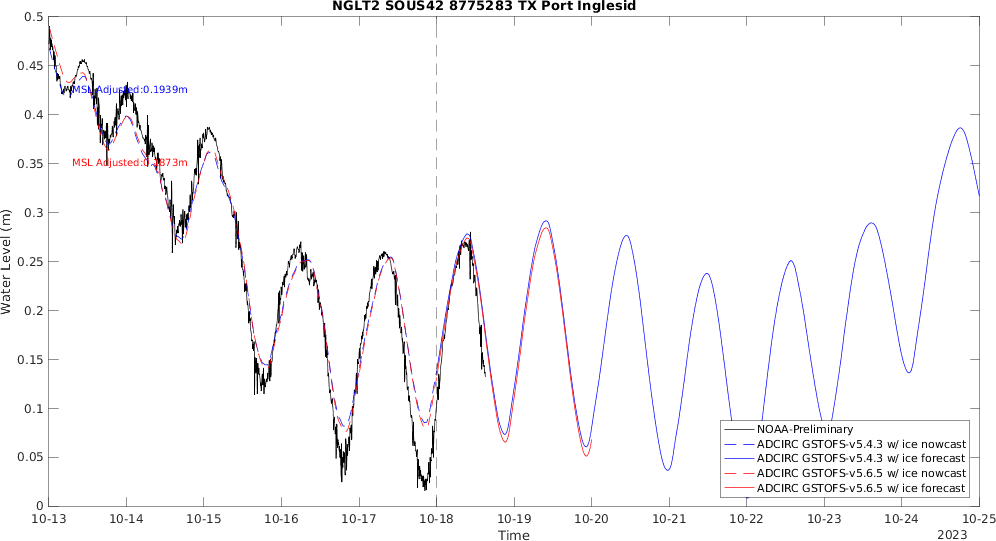 NGLT2 SOUS42 8775283 TX Port Inglesid
0.5
0.45
0.4
0.35
0.3
0.25
0.2
0.15
0.1
0.05
0
Water Level (m)
MSL Adjusted:0.1939m
MSL Adjusted:0.1873m
NOAA-Preliminary
ADCIRC GSTOFS-v5.4.3 w/ ice nowcast
ADCIRC GSTOFS-v5.4.3 w/ ice forecast
ADCIRC GSTOFS-v5.6.5 w/ ice nowcast
ADCIRC GSTOFS-v5.6.5 w/ ice forecast
10-13 10-14 10-15 10-16 10-17 10-18 10-19 10-20 10-21 10-22 10-23 10-24 10-25
Time
2023